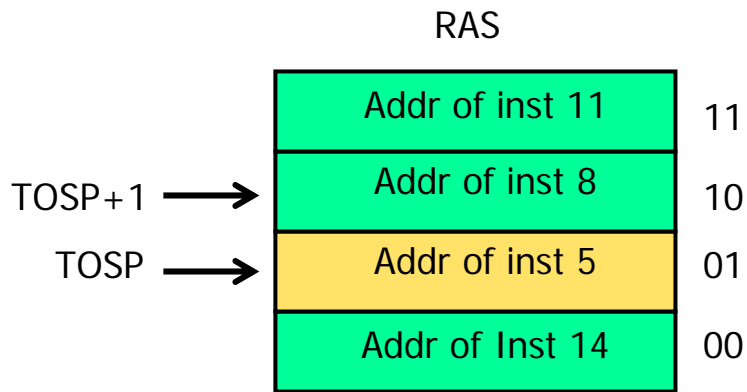 RAS
Addr of inst 11 11
TOSP+1 Addr of inst 8 10
TOSP Addr of inst 5 01
Addr of Inst 14 00